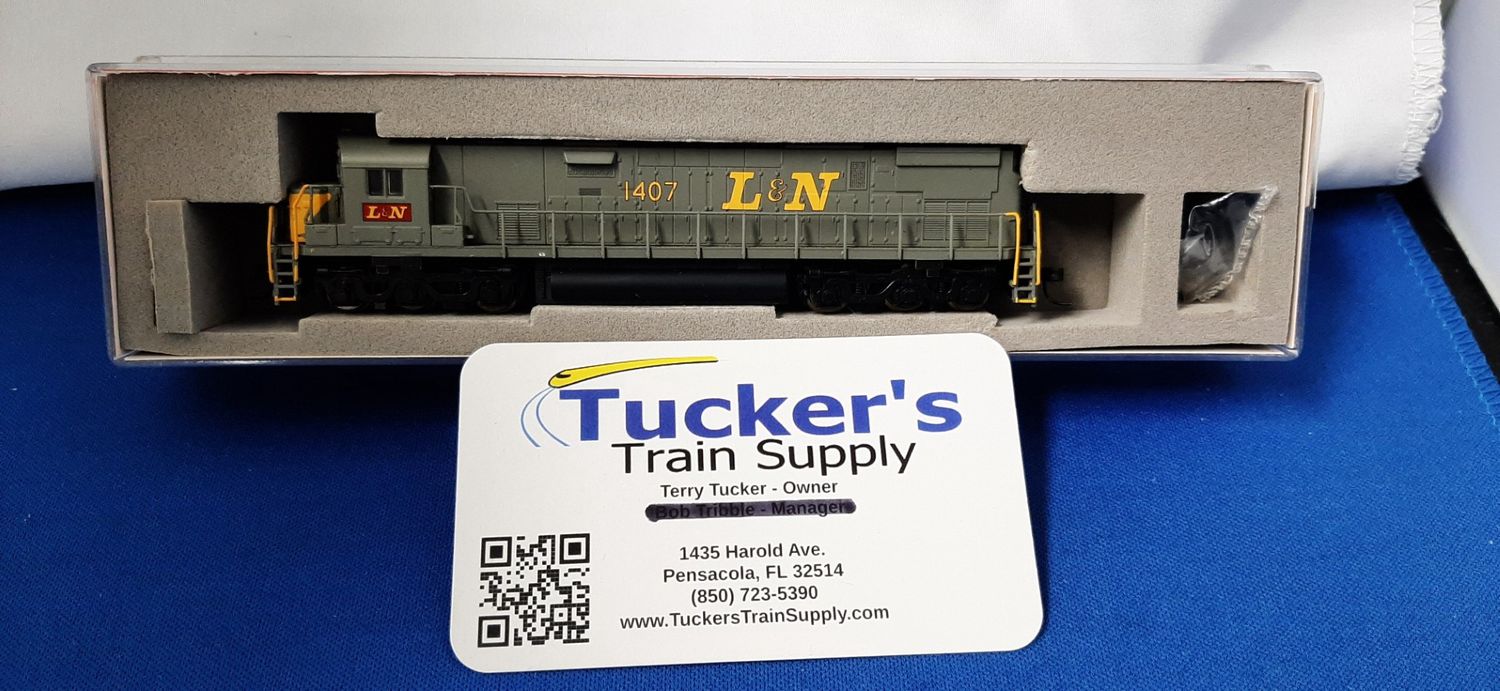 1407 L&N
L&N
Tucker's
Train Supply
Terry Tucker - Owner
Bob Tribble - Manager
1435 Harold Ave.
Pensacola, FL 32514
(850) 723-5390
www.TuckersTrainSupply.com